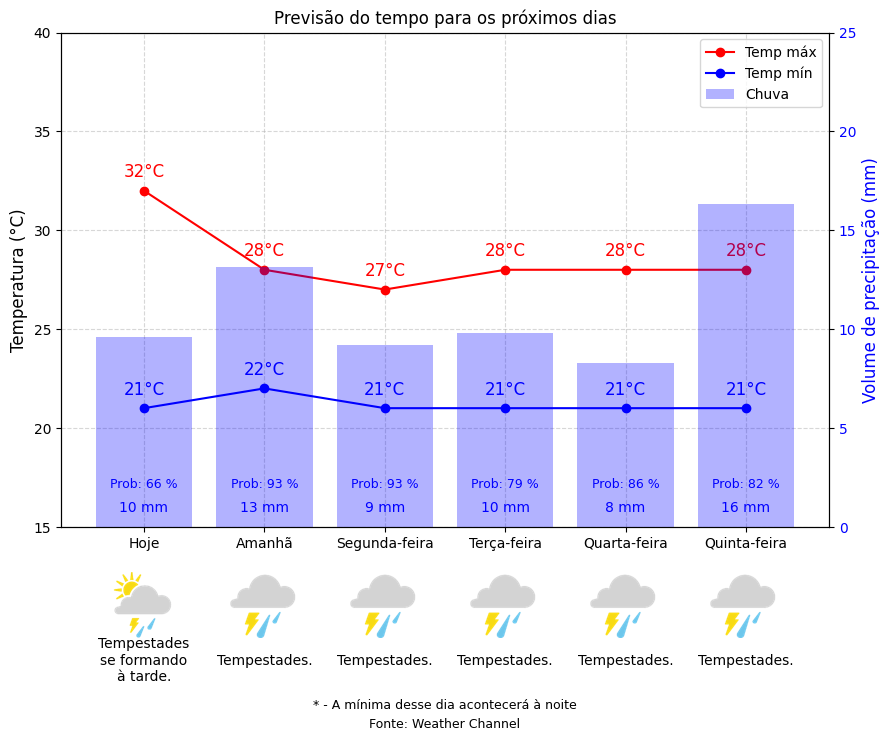 Previsão do tempo para os próximos dias
Temp máx
Temp mín
Chuva
Temperatura (°C)
Volume de precipitação (mm)
40
35
30
25
20
15
25
20
15
10
5
0
32°C
28°C
27°C
28°C
28°C
28°C
21°C
22°C
21°C
21°C
21°C
21°C
Prob: 66 %
Prob: 93 %
Prob: 93 %
Prob: 79 %
Prob: 86 %
Prob: 82 %
10 mm
13 mm
9 mm
10 mm
8 mm
16 mm
Hoje
Amanhã
Segunda-feira
Terça-feira
Quarta-feira
Quinta-feira
Tempestades
se formando
à tarde.
Tempestades.
Tempestades.
Tempestades.
Tempestades.
Tempestades.
* - A mínima desse dia acontecerá à noite
Fonte: Weather Channel